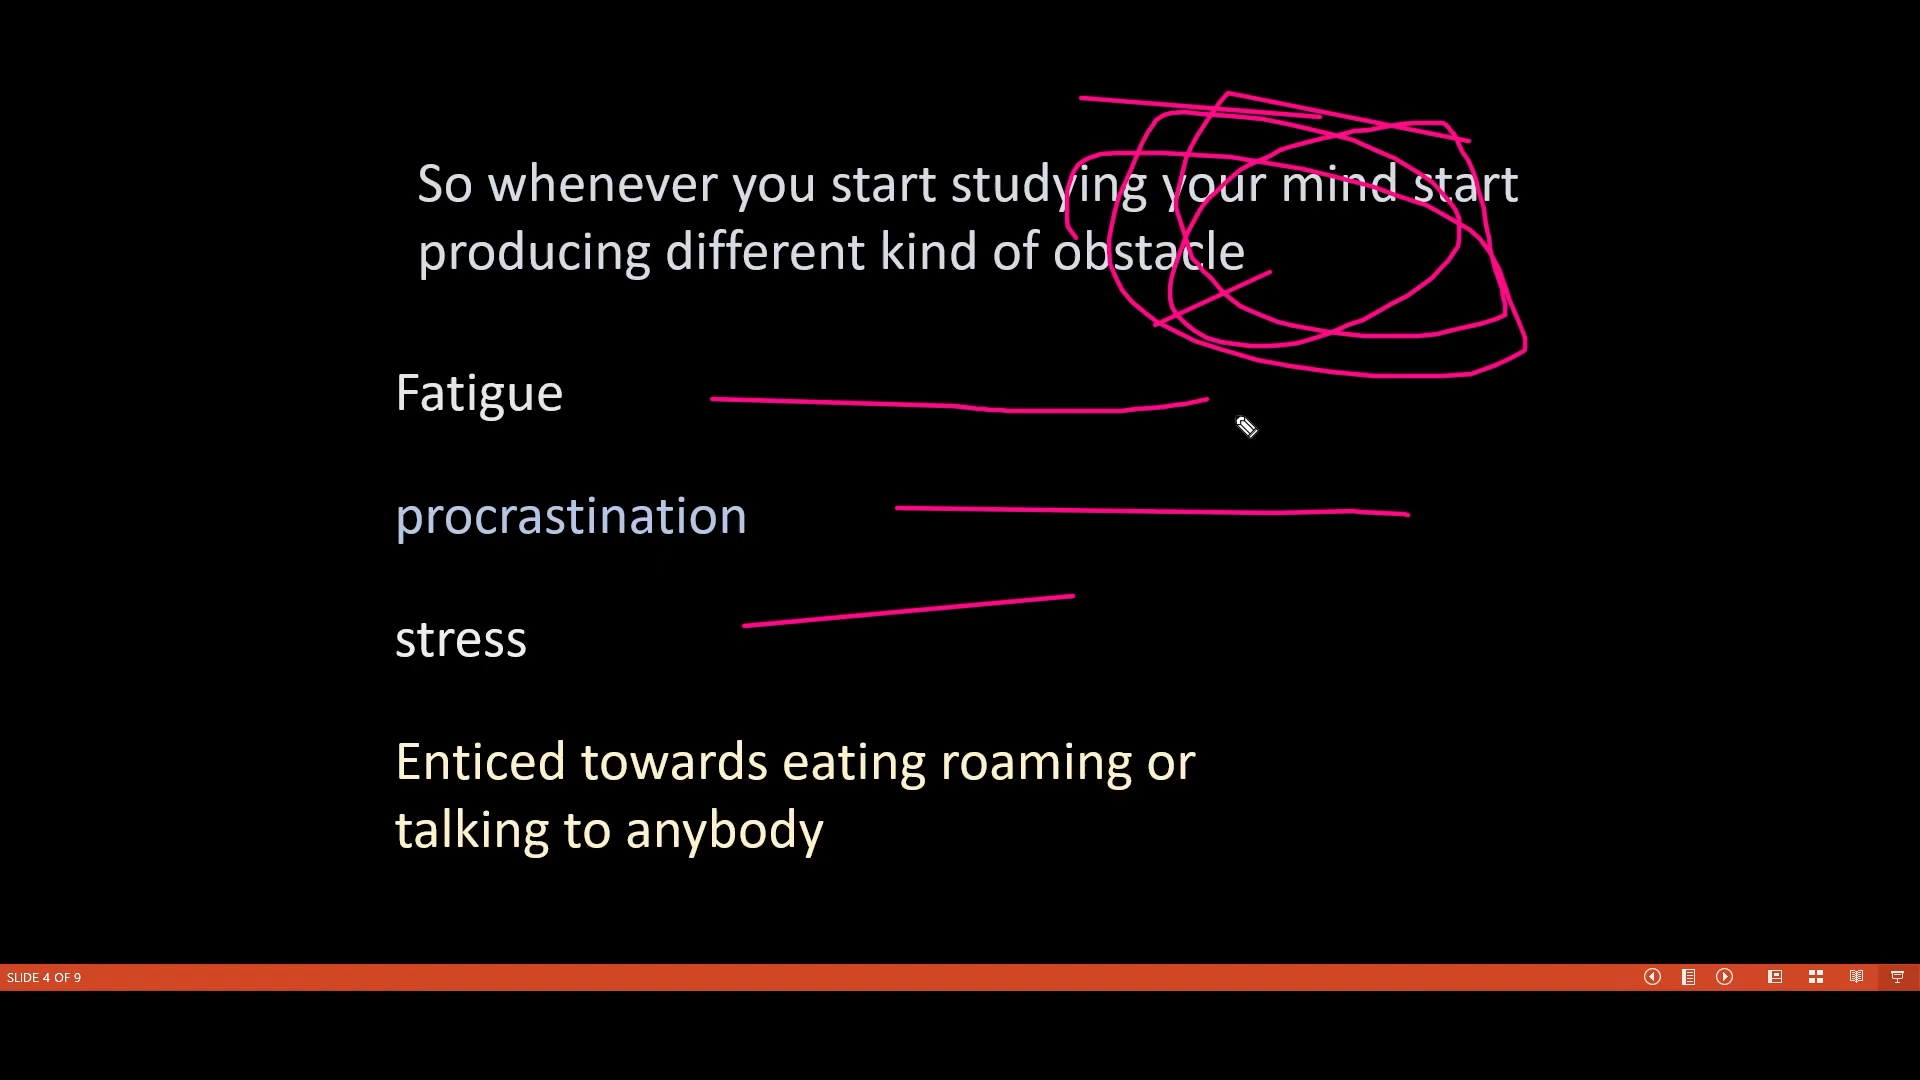 So whenever you start studying your mind start
producing different kind of obstacle
Fatigue
procrastination
stress
Enticed towards eating roaming or
talking to anybody
SLIDE 4 OF 9